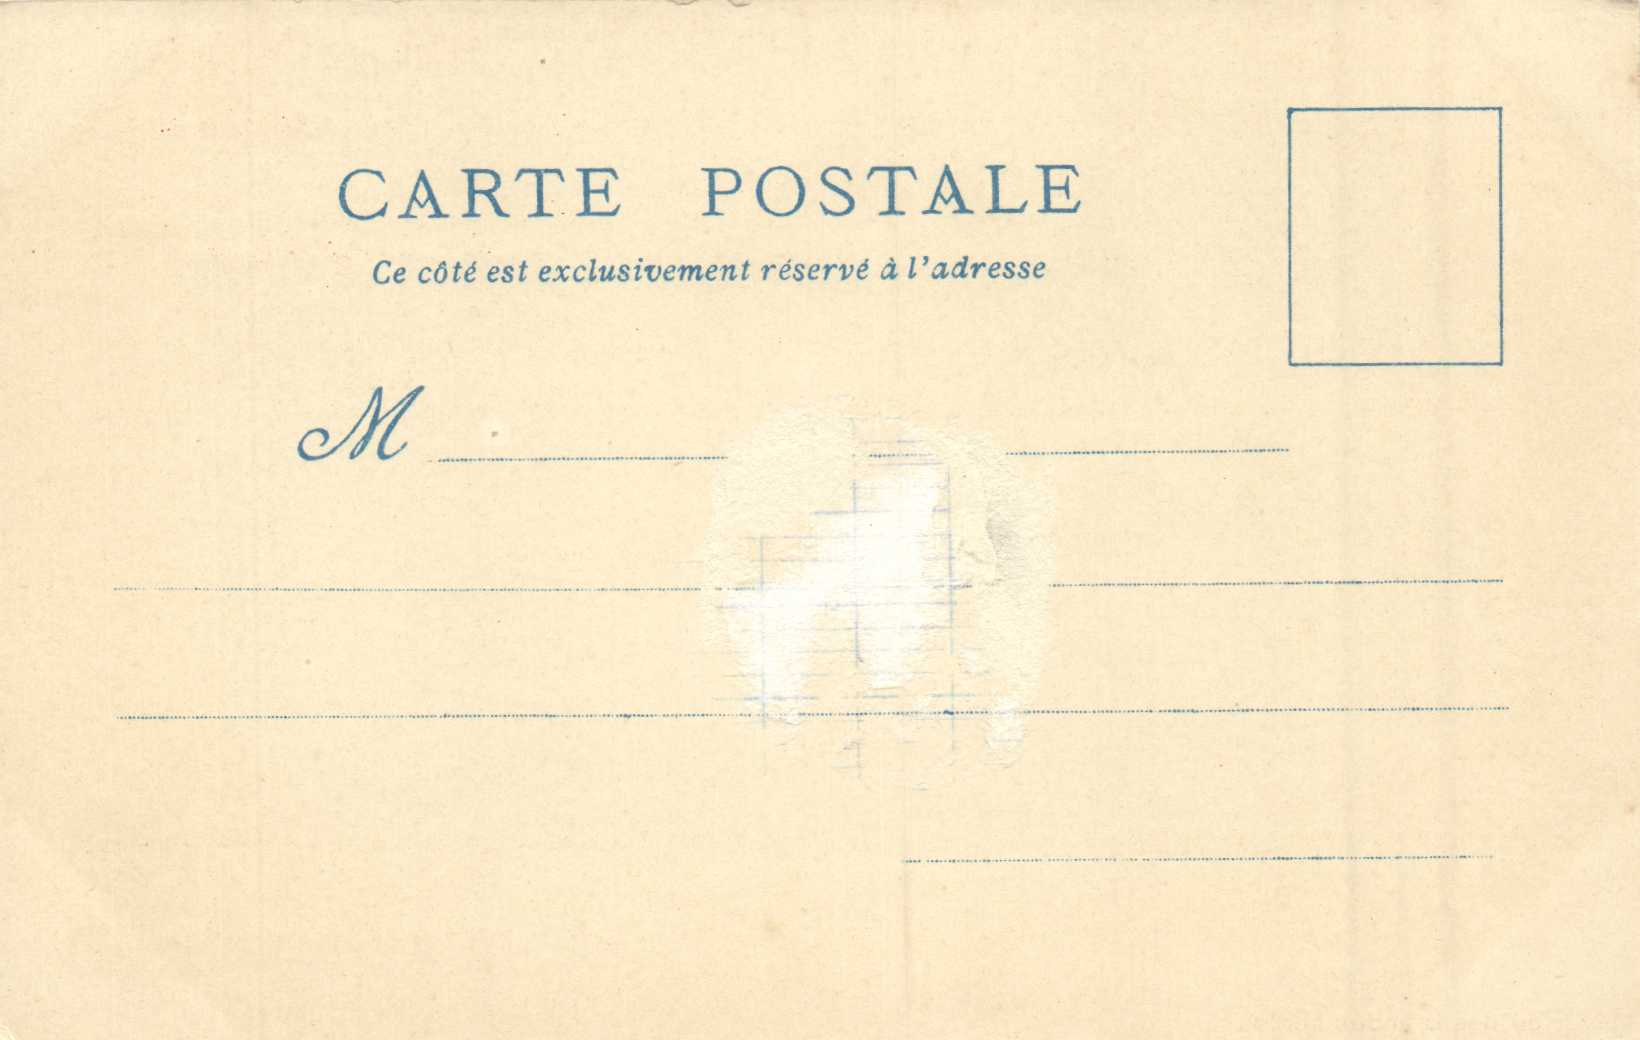 CARTE POSTALE
Ce côté est exclusivement réservé à l'adresse
M